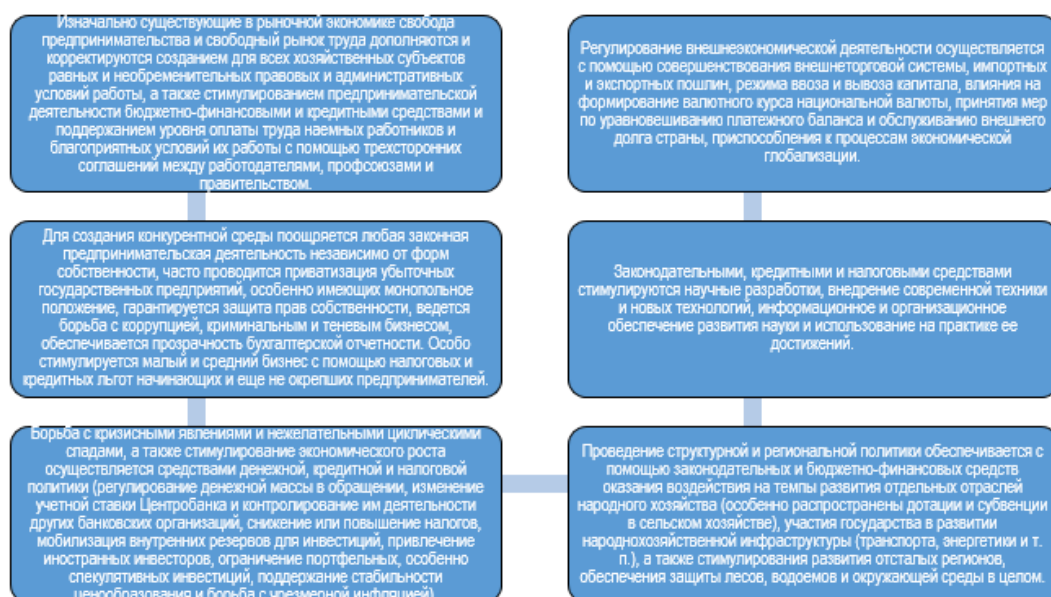 Изначально существующие в рыночной экономике свобода
предпринимательства и свободный рынок труда дополняются и
корректируются созданием для всех хозяйственных субъектов
равных и необременительных правовых и административных
условий работы, а также стимулированием предпринимательской
деятельности бюджетно-финансовыми и кредитными средствами и
поддержанием уровня оплаты труда наемных работников и
благоприятных условий их работы с помощью трехсторонних
соглашений между работодателями, профсоюзами и
правительством.
Для создания конкурентной среды поощряется любая законная
предпринимательская деятельность независимо от форм
собственности, часто проводится приватизация убыточных
государственных предприятий, особенно имеющих монопольное
положение, гарантируется защита прав собственности, ведется
борьба с коррупцией, криминальным и теневым бизнесом,
обеспечивается прозрачность бухгалтерской отчетности. Особо
стимулируется малый и средний бизнес с помощью налоговых и
кредитных льгот начинающих и еще не окрепших предпринимателей.
Борьба с кризисными явлениями и нежелательными циклическими
спадами, а также стимулирование экономического роста
осуществляется средствами денежной, кредитной и налоговой
политики (регулирование денежной массы в обращении, изменение
учетной ставки Центробанка и контролирование им деятельности
других банковских организаций, снижение или повышение налогов,
мобилизация внутренних резервов для инвестиций, привлечение
иностранных инвесторов, ограничение портфельных, особенно
спекулятивных инвестиций, поддержание стабильности
ценообразования и борьба с чрезмерной инфляцией)
Проведение структурной и региональной политики обеспечивается с
помощью законодательных и бюджетно-финансовых средств
оказания воздействия на темпы развития отдельных отраслей
народного хозяйства (особенно распространены дотации и субвенции
в сельском хозяйстве), участия государства в развитии
народнохозяйственной инфраструктуры (транспорта, энергетики и т.
п.), а также стимулирования развития отсталых регионов,
обеспечения защиты лесов, водоемов и окружающей среды в целом.
Законодательными, кредитными и налоговыми средствами
стимулируются научные разработки, внедрение современной техники
и новых технологий, информационное и организационное
обеспечение развития науки и использование на практике ее
достижений.
Регулирование внешнеэкономической деятельности осуществляется
с помощью совершенствования внешнеторговой системы, импортных
и экспортных пошлин, режима ввоза и вывоза капитала, влияния на
формирование валютного курса национальной валюты, принятия мер
по уравновешиванию платежного баланса и обслуживанию внешнего
долга страны, приспособления к процессам экономической
глобализации.